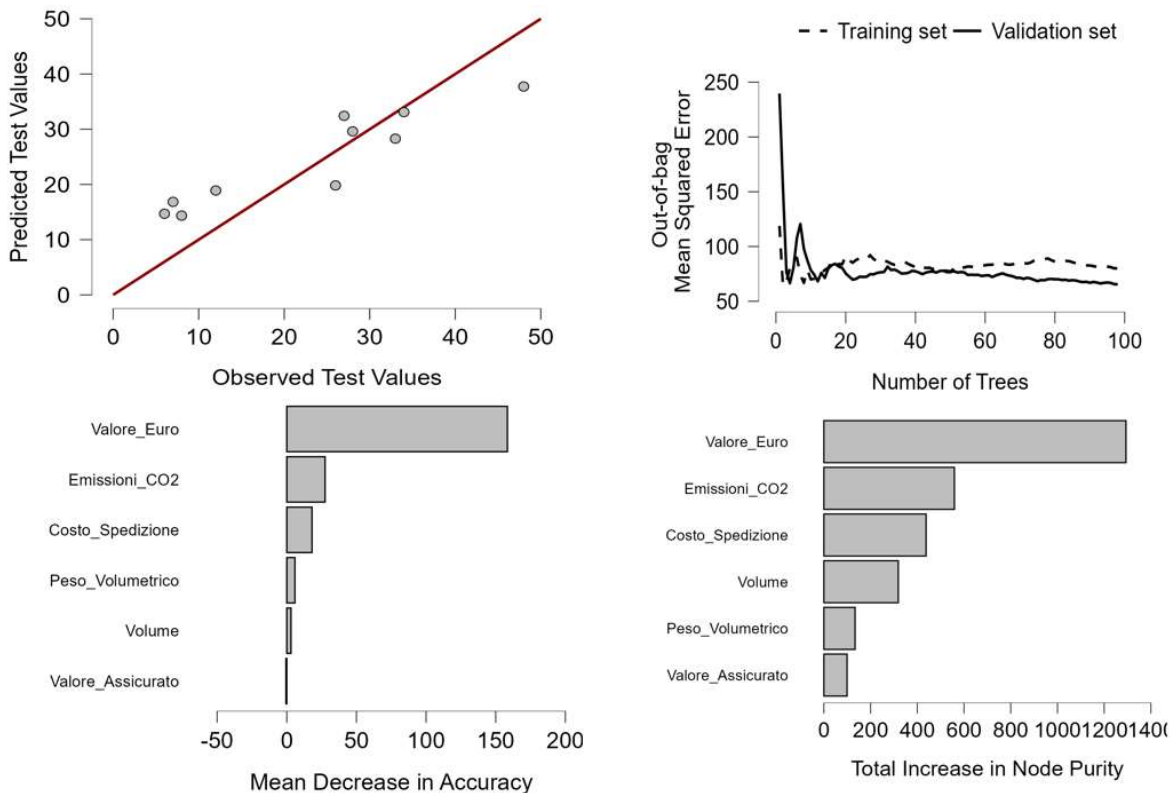 Predicted Test Values
50
40
30
20
10
0
0 10 20 30 40 50
Observed Test Values
Training set Validation set
Out-of-bag
Mean Squared Error
250
200
150
100
50
0 20 40 60 80 100
Number of Trees
Valore_Euro
Emissioni_CO2
Costo_Spedizione
Peso_Volumetrico
Volume
Valore_Assicurato
-50 0 50 100 150 200
Mean Decrease in Accuracy
Valore_Euro
Emissioni_CO2
Costo_Spedizione
Volume
Peso_Volumetrico
Valore_Assicurato
0 200 400 600 800 1000 1200 1400
Total Increase in Node Purity